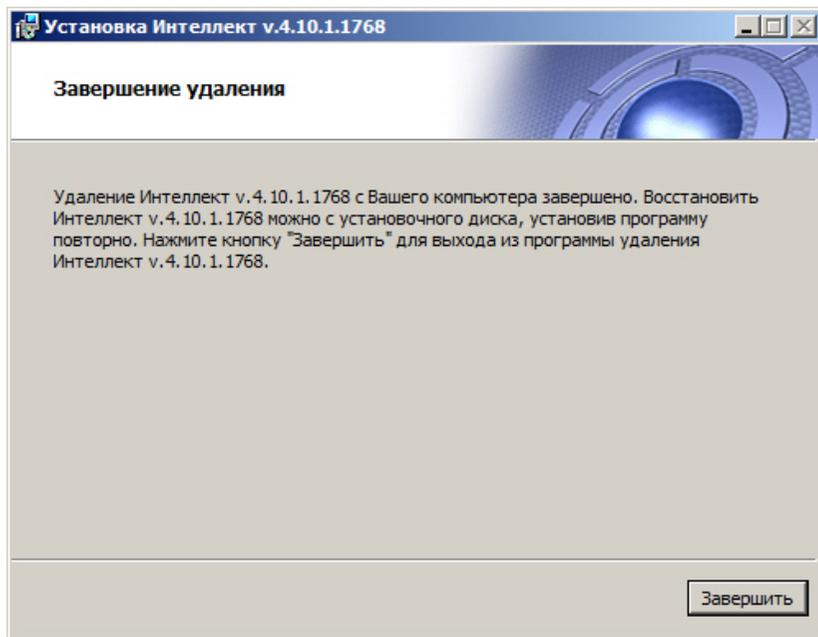 Установка Интеллект v.4.10.1.1768
Завершение удаления
Удаление Интеллект v.4.10.1.1768 с Вашего компьютера завершено. Восстановить
Интеллект v.4.10.1.1768 можно с установочного диска, установив программу
повторно. Нажмите кнопку "Завершить" для выхода из программы удаления
Интеллект v.4.10.1.1768.
Завершить